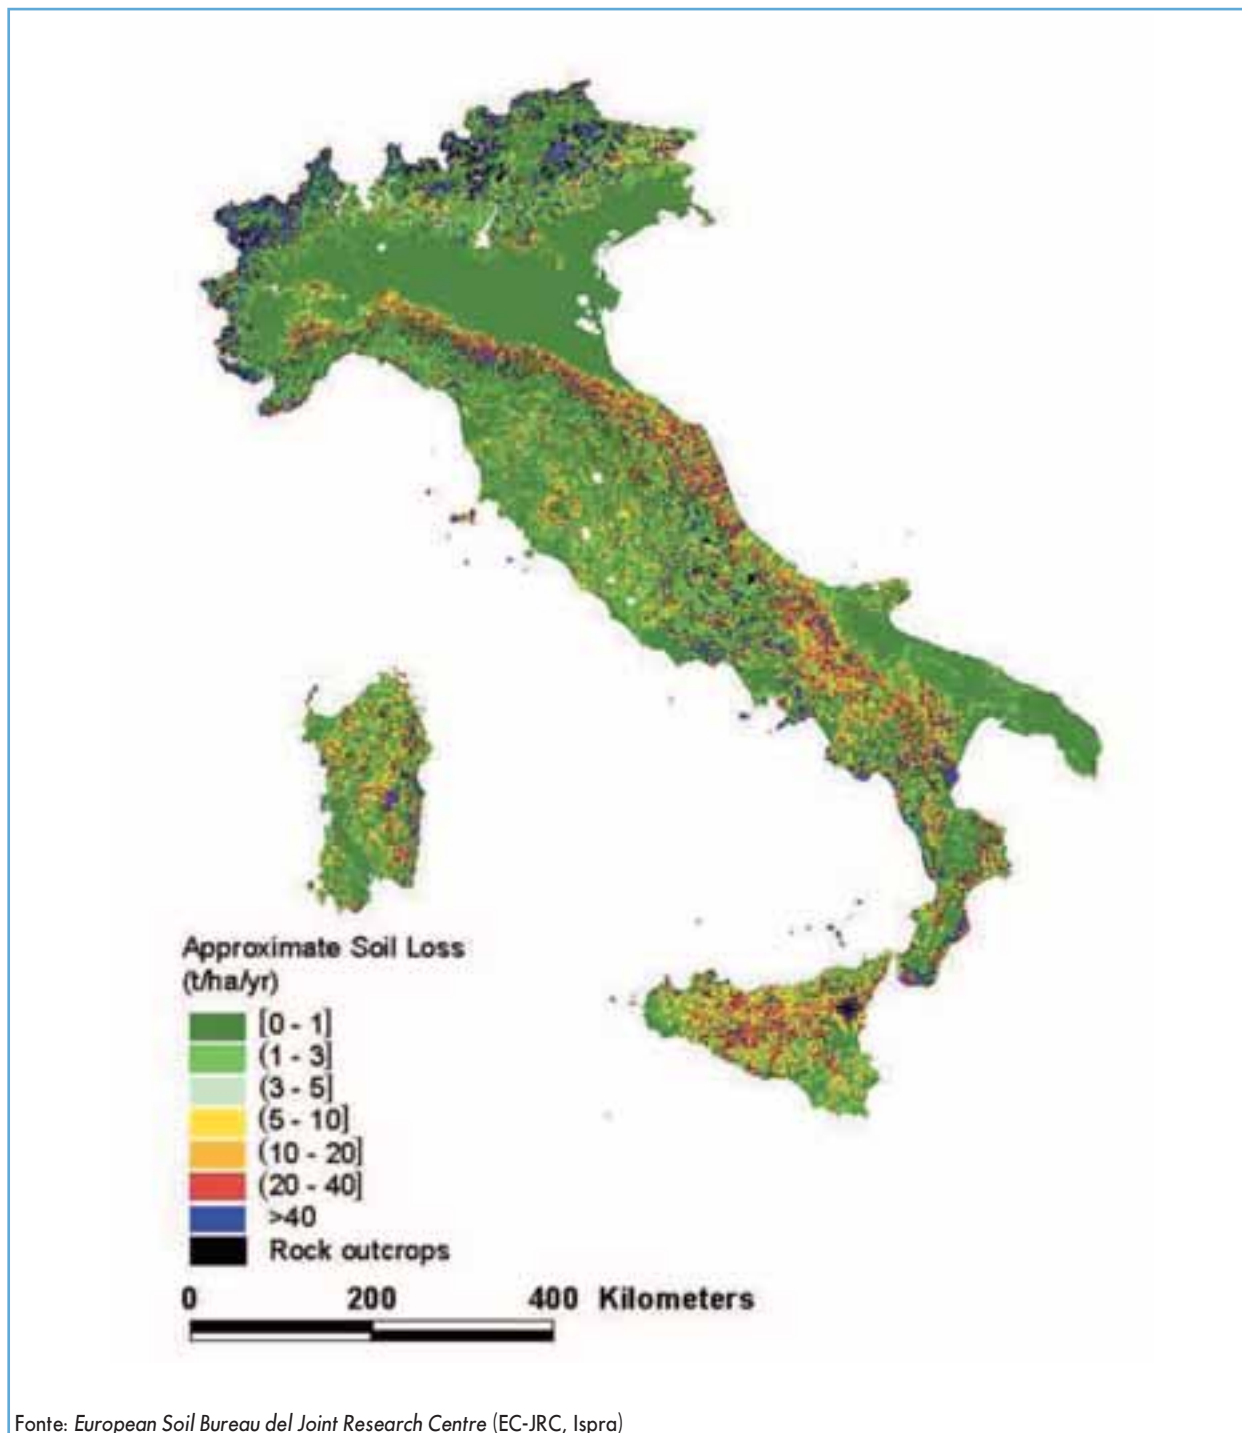 Approximate Soil Loss
(t/ha/yr)
[0 - 1]
(1 - 3]
(3 - 5]
(5 - 10]
(10 - 20]
(20 - 40]
>40
Rock outcrops
0 200 400 Kilometers
Fonte: European Soil Bureau del Joint Research Centre (EC-JRC, Ispra)